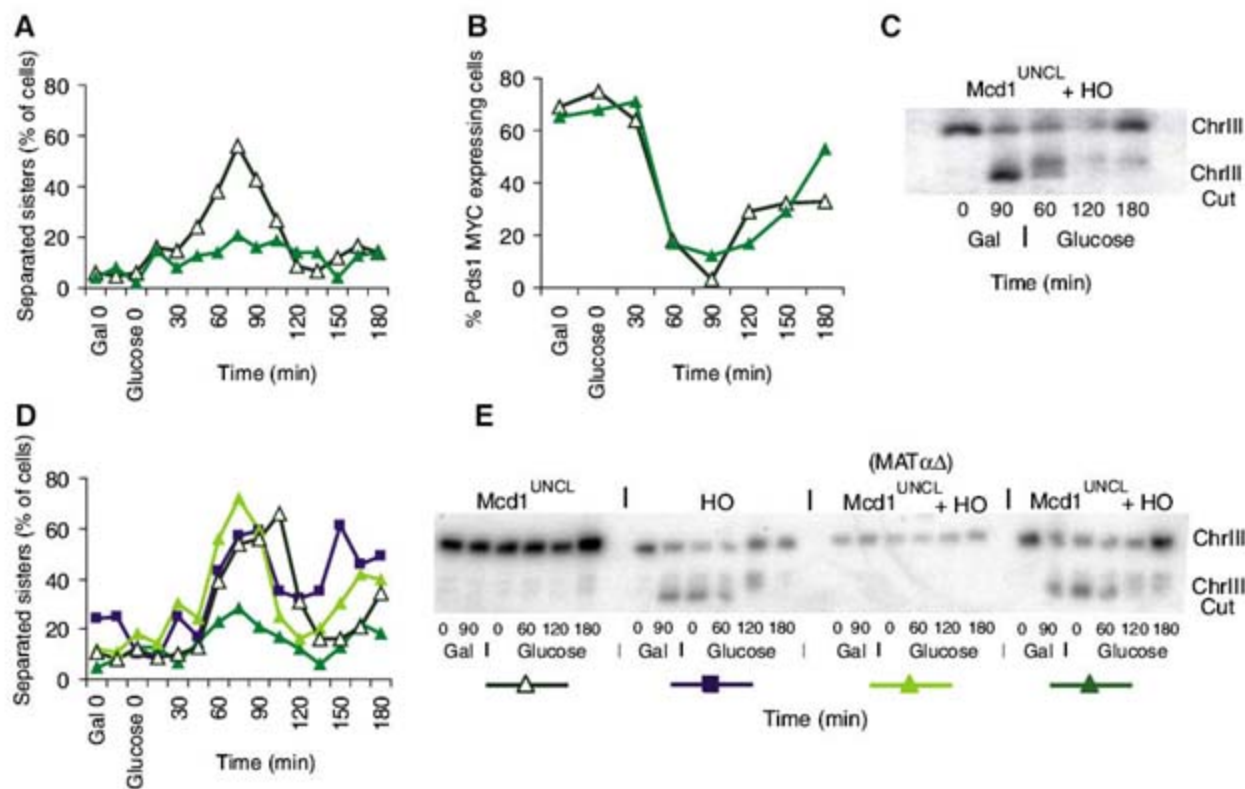 A
Separated sisters (% of cells)
80
60
40
20
0
Gal 0
Glucose 0
30
60
90
120
150
180
Time (min)
B
% Pds1 MYC expressing cells
80
60
40
20
0
Gal 0
Glucose 0
30
60
90
120
150
180
Time (min)
C
Mcd1UNCL + HO
ChrIII
ChrIII
Cut
0 90 60 120 180
Gal Glucose
Time (min)
D
Separated sisters (% of cells)
80
60
40
20
0
Gal 0
Glucose 0
30
60
90
120
150
180
Time (min)
E
(MATαΔ)
Mcd1UNCL HO Mcd1UNCL + HO Mcd1UNCL + HO
ChrIII
ChrIII
Cut
0 90 0 60 120 180 0 90 0 60 120 180 0 90 0 60 120 180 0 90 0 60 120 180
Gal Glucose Gal Glucose Gal Glucose Gal Glucose
Time (min)